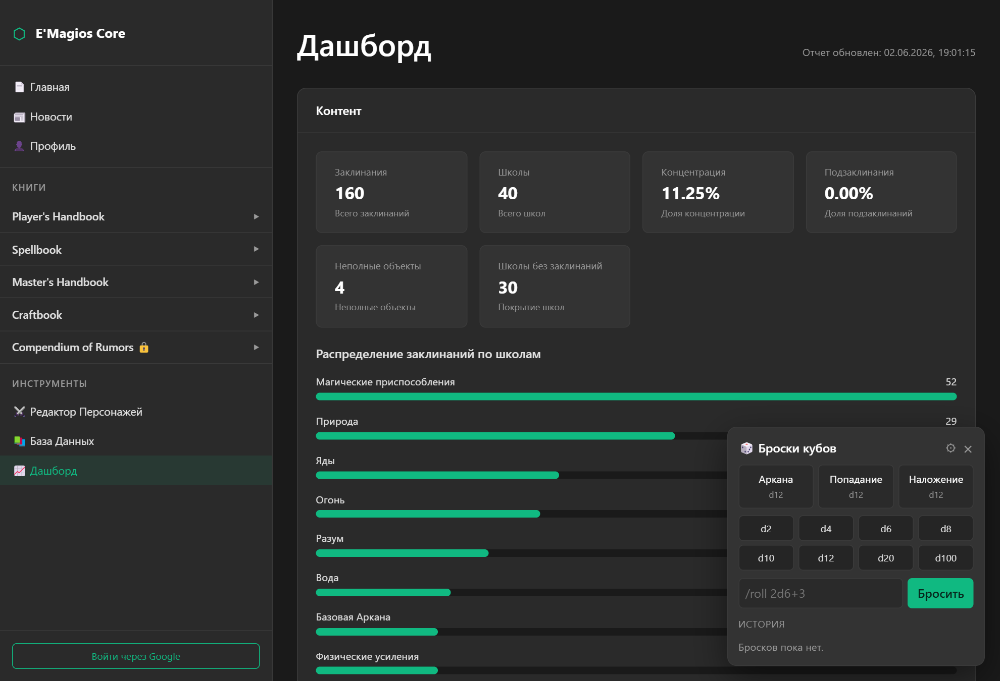 E'Magios Core
Главная
Новости
Профиль
КНИГИ
Player's Handbook
Spellbook
Master's Handbook
Craftbook
Compendium of Rumors
ИНСТРУМЕНТЫ
Редактор Персонажей
База Данных
Дашборд
Войти через Google
Дашборд
Отчет обновлен: 02.06.2026, 19:01:15
Контент
Заклинания
160
Всего заклинаний
Школы
40
Всего школ
Концентрация
11.25%
Доля концентрации
Подзаклинания
0.00%
Доля подзаклинаний
Неполные объекты
4
Неполные объекты
Школы без заклинаний
30
Покрытие школ
Распределение заклинаний по школам
Магические приспособления 52
Природа 29
Яды
Огонь
Разум
Вода
Базовая Аркана
Физические усиления
Броски кубов
Аркана
d12
Попадание
d12
Наложение
d12
d2 d4 d6 d8
d10 d12 d20 d100
/roll 2d6+3 Бросить
ИСТОРИЯ
Бросков пока нет.